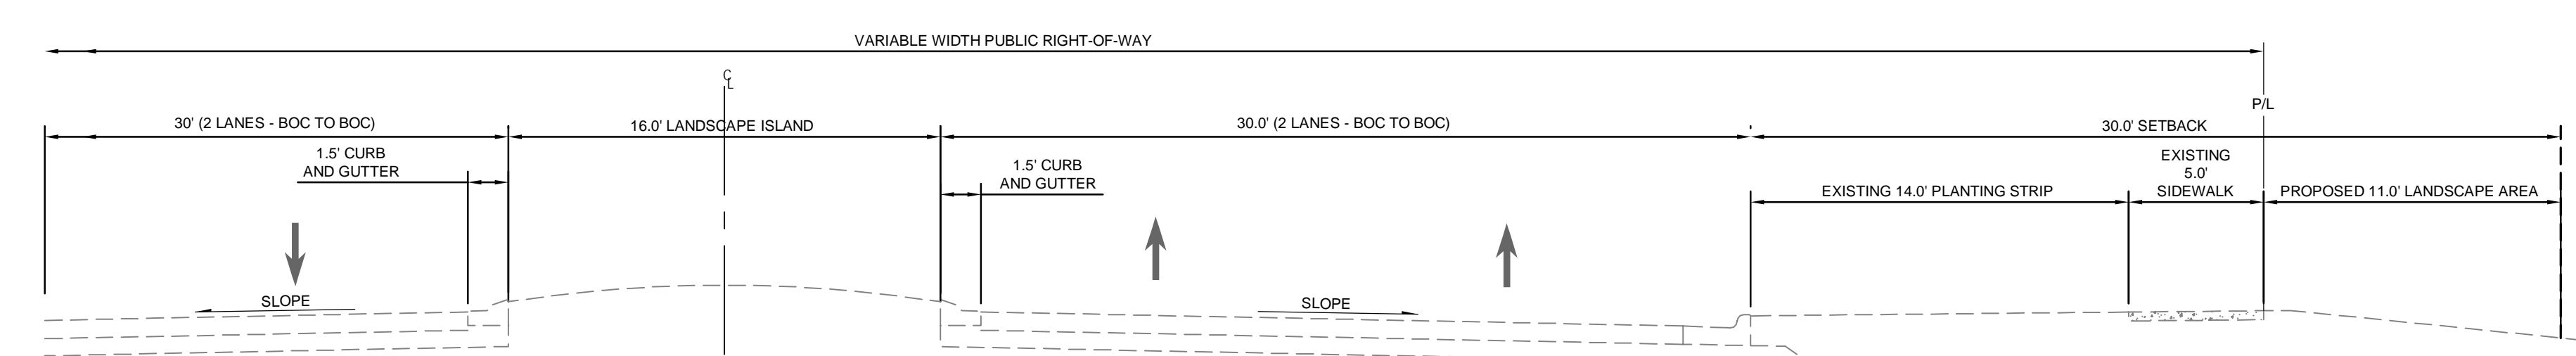 VARIABLE WIDTH PUBLIC RIGHT-OF-WAY
CL
P/L
30' (2 LANES - BOC TO BOC)
16.0' LANDSCAPE ISLAND
30.0' (2 LANES - BOC TO BOC)
30.0' SETBACK
1.5' CURB
AND GUTTER
1.5' CURB
AND GUTTER
EXISTING
5.0'
SIDEWALK
EXISTING 14.0' PLANTING STRIP
PROPOSED 11.0' LANDSCAPE AREA
SLOPE
SLOPE